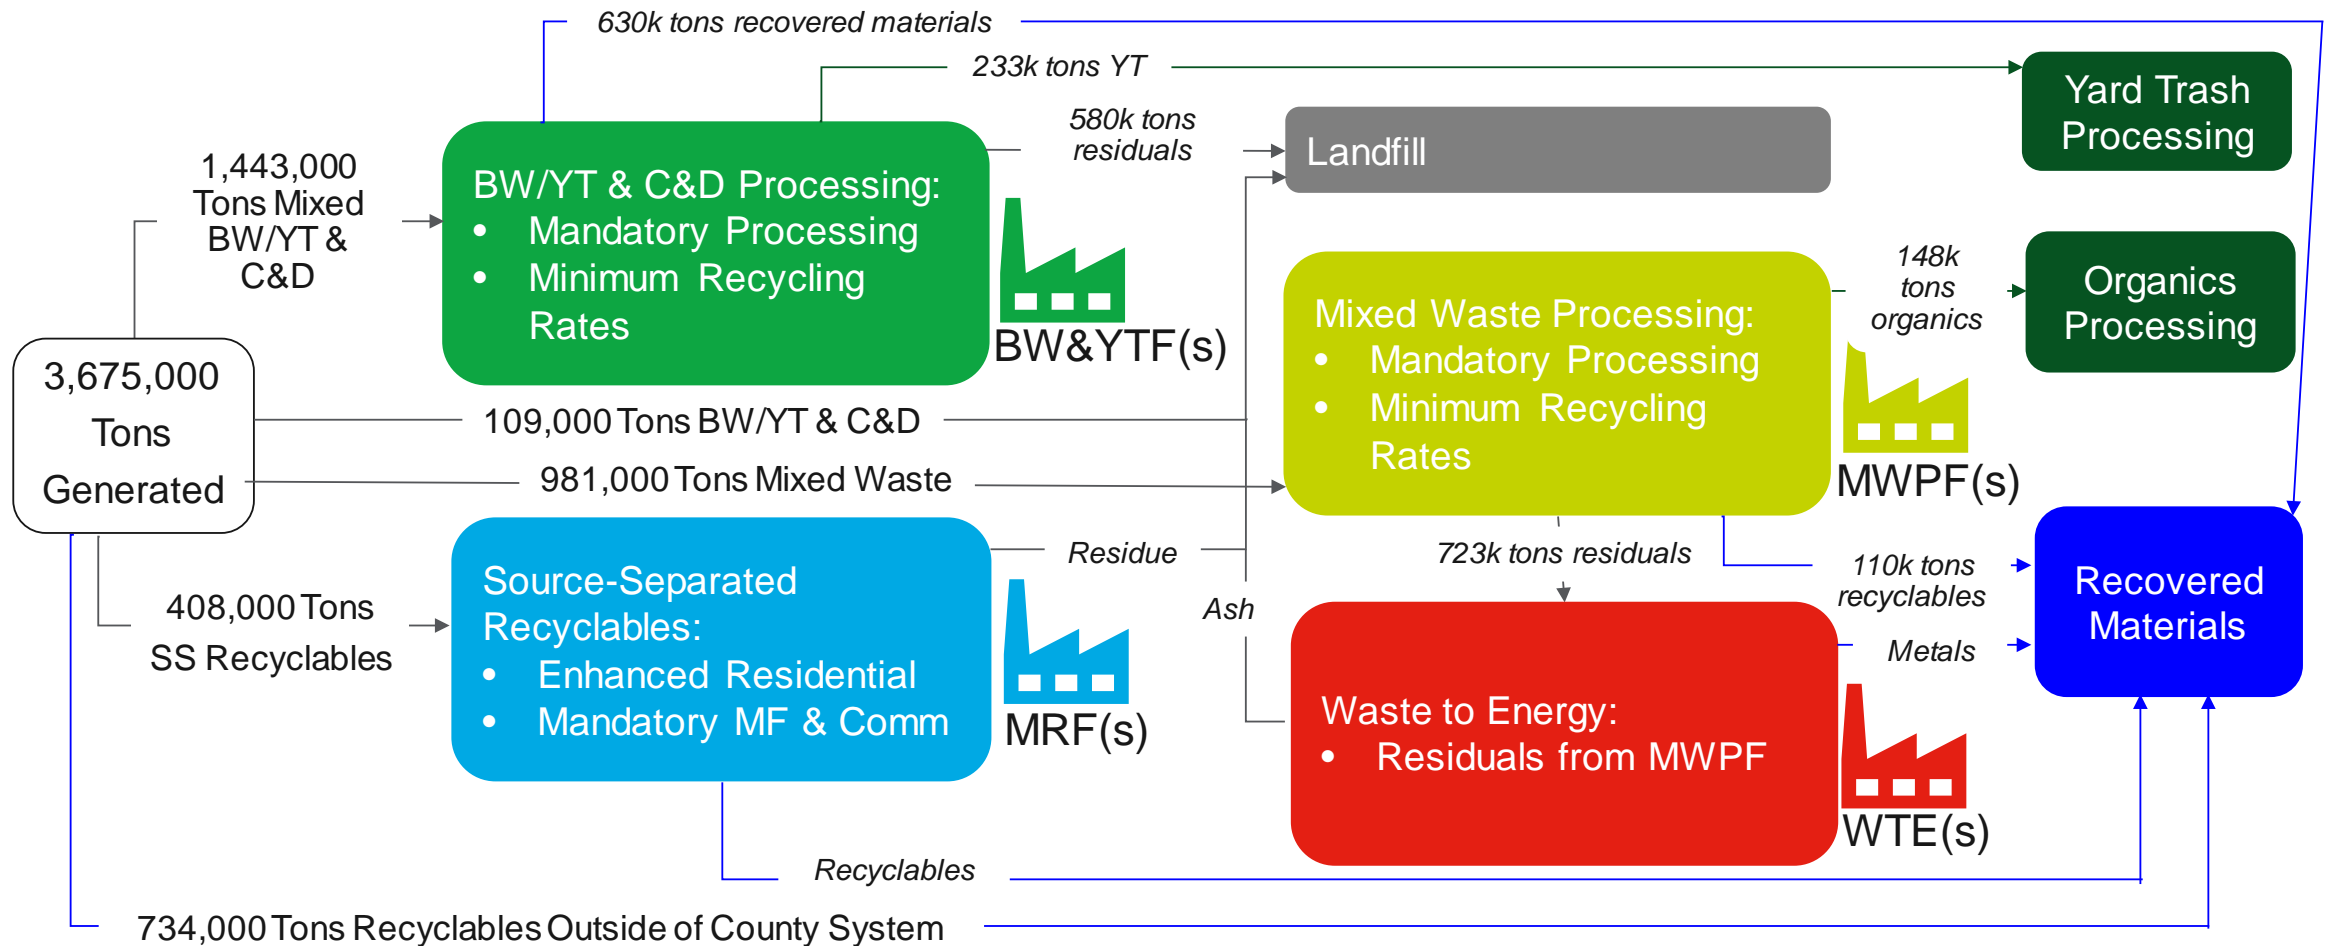 630k tons recovered materials
233k tons YT
Yard Trash
Processing
580k tons
residuals
Landfill
1,443,000
Tons Mixed
BW/YT &
C&D
BW/YT & C&D Processing:
• Mandatory Processing
• Minimum Recycling
Rates
BW&YTF(s)
148k
tons
organics
Organics
Processing
Mixed Waste Processing:
• Mandatory Processing
• Minimum Recycling
Rates
MWPF(s)
3,675,000
Tons
Generated
109,000 Tons BW/YT & C&D
981,000 Tons Mixed Waste
408,000 Tons
SS Recyclables
Source-Separated
Recyclables:
• Enhanced Residential
• Mandatory MF & Comm
MRF(s)
Residue
Ash
723k tons residuals
110k tons
recyclables
Metals
Recovered
Materials
Waste to Energy:
• Residuals from MWPF
WTE(s)
Recyclables
734,000 Tons Recyclables Outside of County System